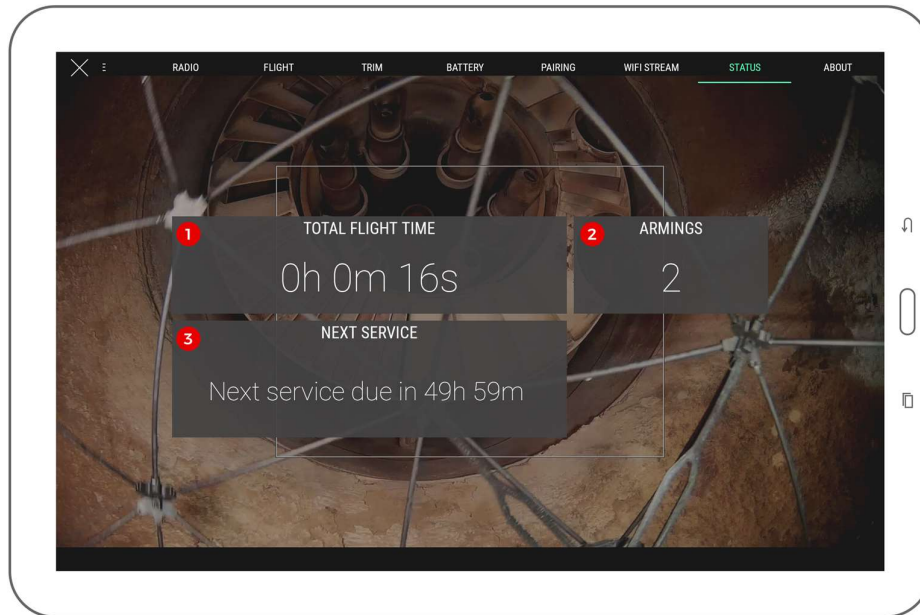 RADIO FLIGHT TRIM BATTERY PAIRING WIFI STREAM STATUS ABOUT
1 TOTAL FLIGHT TIME
0h 0m 16s
2 ARMINGS
2
3 NEXT SERVICE
Next service due in 49h 59m